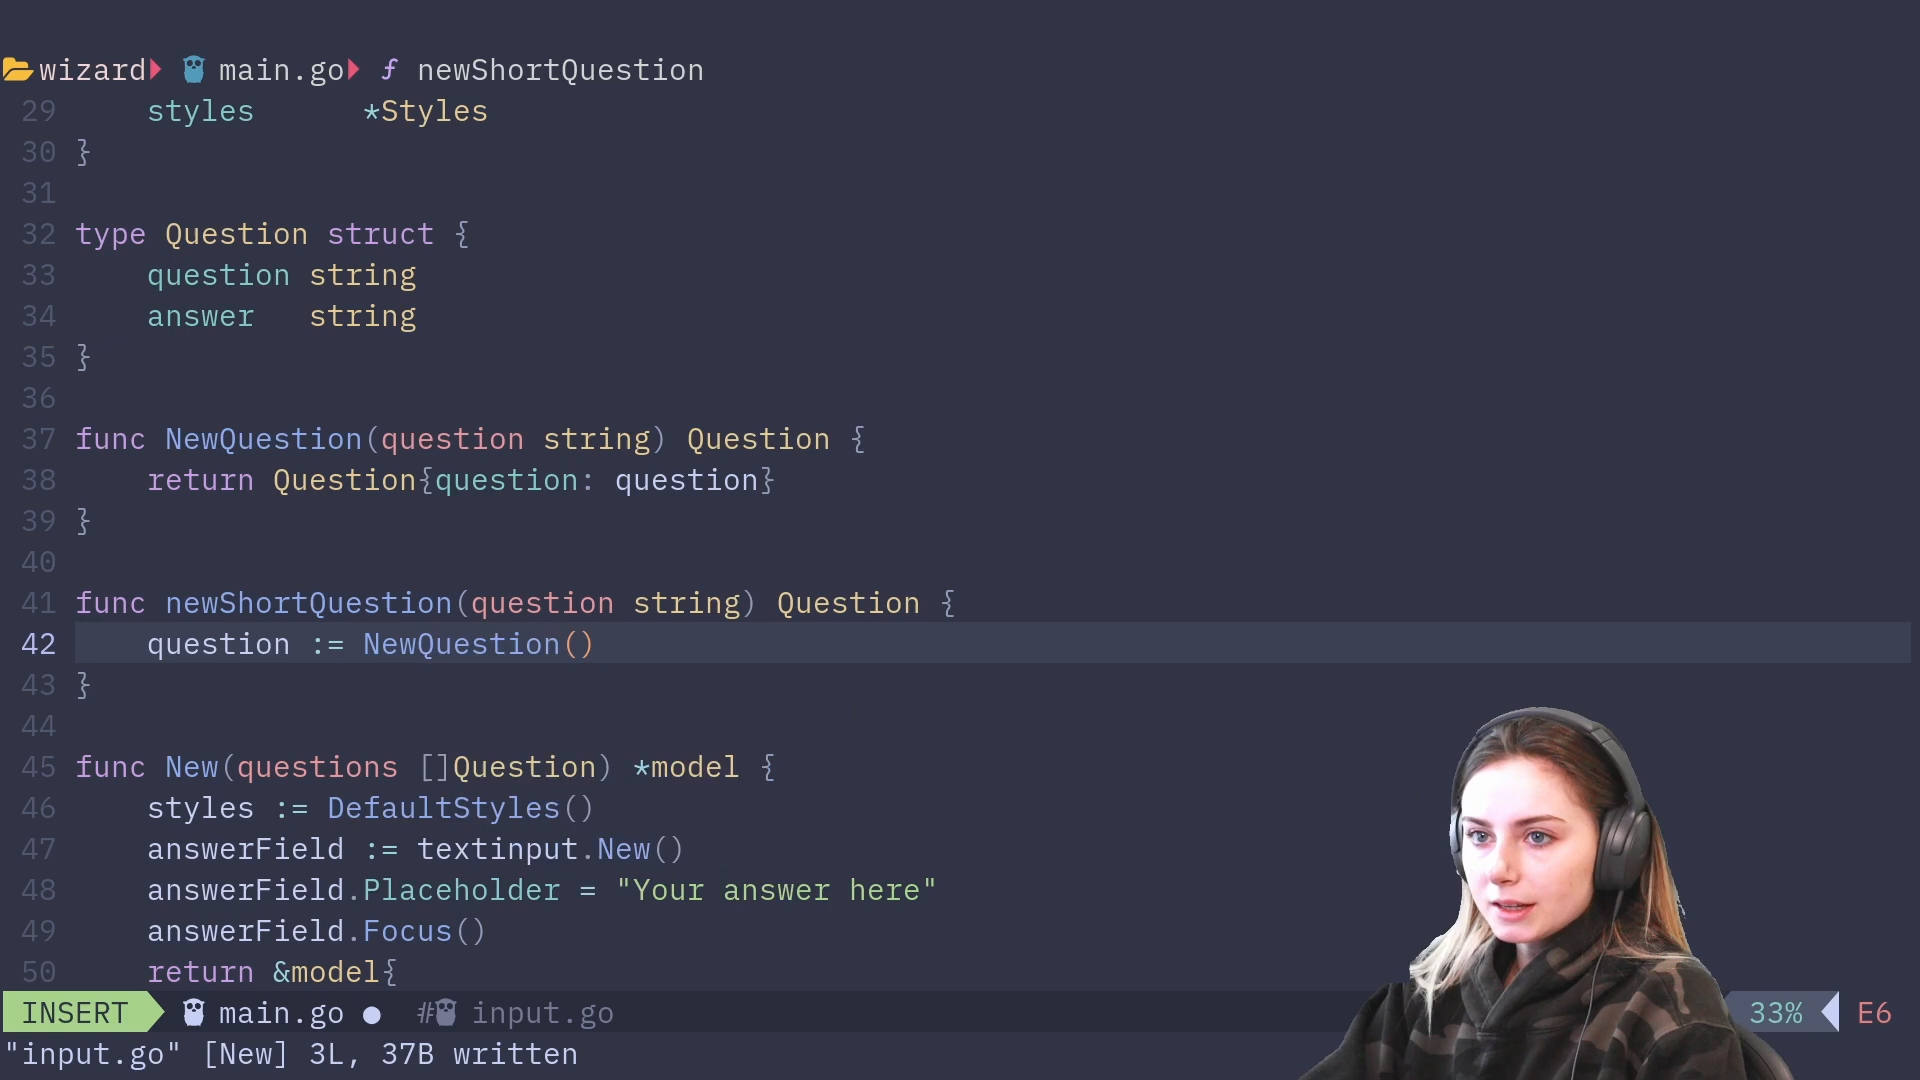 wizard main.go ƒ newShortQuestion
29 styles *Styles
30 }
31
32 type Question struct {
33 question string
34 answer string
35 }
36
37 func NewQuestion(question string) Question {
38 return Question{question: question}
39 }
40
41 func newShortQuestion(question string) Question {
42 question := NewQuestion()
43 }
44
45 func New(questions []Question) *model {
46 styles := DefaultStyles()
47 answerField := textinput.New()
48 answerField.Placeholder = "Your answer here"
49 answerField.Focus()
50 return &model{
INSERT main.go ● # input.go 33% E6
"input.go" [New] 3L, 37B written